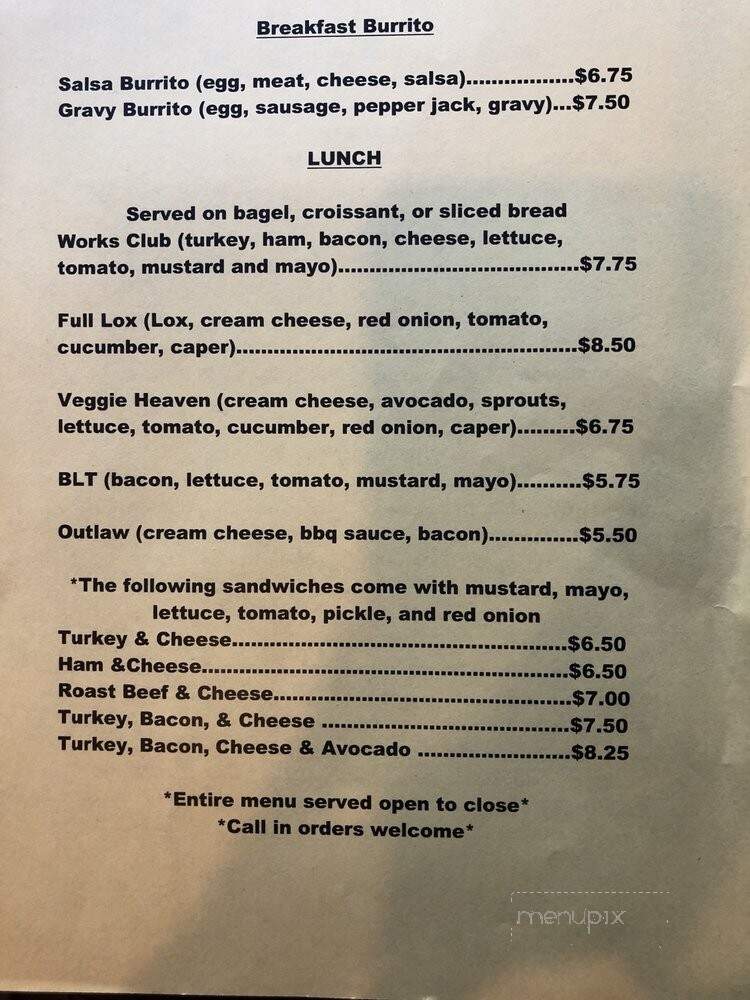 Breakfast Burrito
Salsa Burrito (egg, meat, cheese, salsa).................$6.75
Gravy Burrito (egg, sausage, pepper jack, gravy)...$7.50
LUNCH
Served on bagel, croissant, or sliced bread
Works Club (turkey, ham, bacon, cheese, lettuce,
tomato, mustard and mayo)......................................$7.75
Full Lox (Lox, cream cheese, red onion, tomato,
cucumber, caper).......................................................$8.50
Veggie Heaven (cream cheese, avocado, sprouts,
lettuce, tomato, cucumber, red onion, caper).........$6.75
BLT (bacon, lettuce, tomato, mustard, mayo)..........$5.75
Outlaw (cream cheese, bbq sauce, bacon)..............$5.50
*The following sandwiches come with mustard, mayo,
lettuce, tomato, pickle, and red onion
Turkey & Cheese......................................................$6.50
Ham &Cheese...........................................................$6.50
Roast Beef & Cheese................................................$7.00
Turkey, Bacon, & Cheese ........................................$7.50
Turkey, Bacon, Cheese & Avocado .........................$8.25
*Entire menu served open to close*
*Call in orders welcome*
menupix